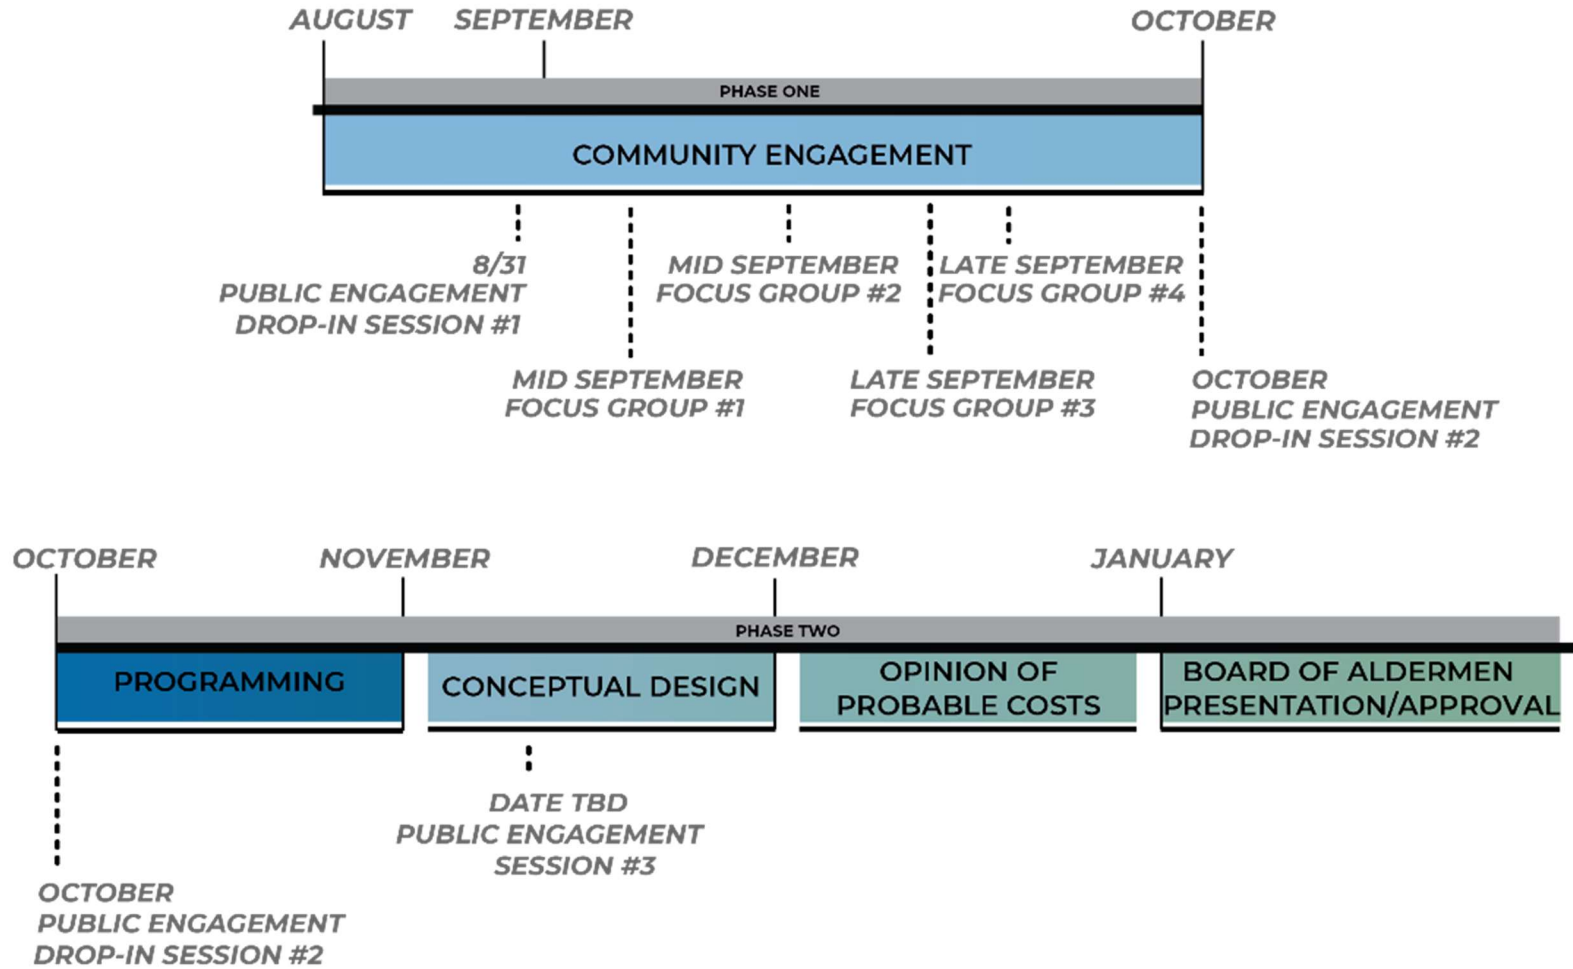 AUGUST
SEPTEMBER
OCTOBER
PHASE ONE
COMMUNITY ENGAGEMENT
8/31
PUBLIC ENGAGEMENT
DROP-IN SESSION #1
MID SEPTEMBER
FOCUS GROUP #1
MID SEPTEMBER
FOCUS GROUP #2
LATE SEPTEMBER
FOCUS GROUP #3
LATE SEPTEMBER
FOCUS GROUP #4
OCTOBER
PUBLIC ENGAGEMENT
DROP-IN SESSION #2
OCTOBER
NOVEMBER
DECEMBER
JANUARY
PHASE TWO
PROGRAMMING
CONCEPTUAL DESIGN
OPINION OF
PROBABLE COSTS
BOARD OF ALDERMEN
PRESENTATION/APPROVAL
DATE TBD
PUBLIC ENGAGEMENT
SESSION #3
OCTOBER
PUBLIC ENGAGEMENT
DROP-IN SESSION #2